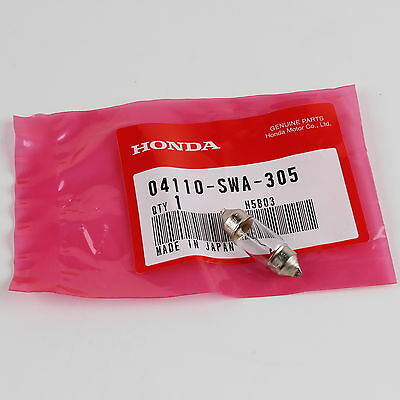 GENUINE PARTS
Honda Motor Co., Ltd.
HONDA
04110-SWA-305
QTY 1 H5B03
MADE IN JAPAN